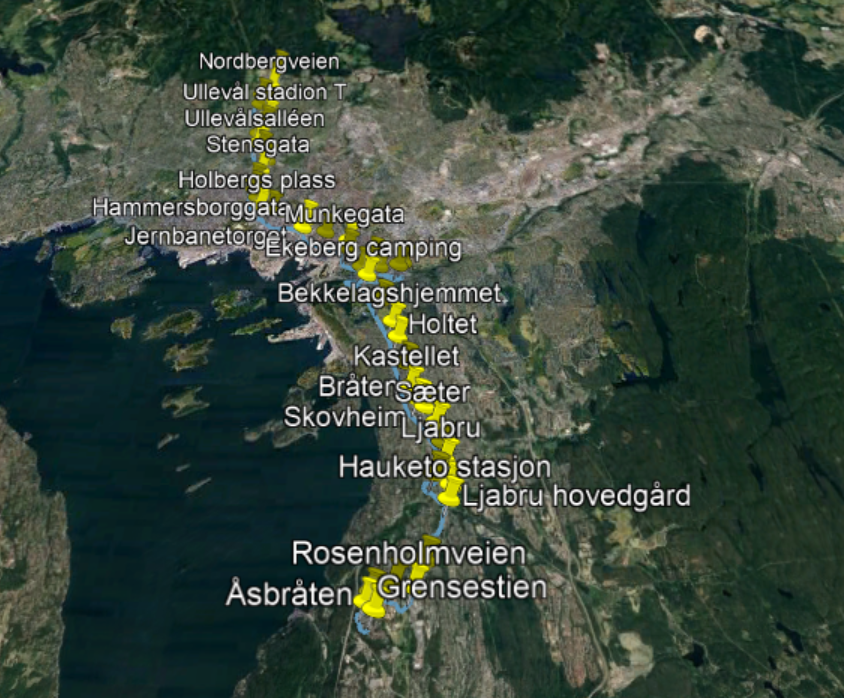 Nordbergveien
Ullevål stadion T
Ullevålsalléen
Stensgata
Holbergs plass
Hammersborggata
Munkegata
Jernbanetorget
Ekeberg camping
Bekkelagshjemmet
Holtet
Kastellet
Bråten
Sæter
Skovheim
Ljabru
Hauketo stasjon
Ljabru hovedgård
Rosenholmveien
Grensestien
Åsbråten